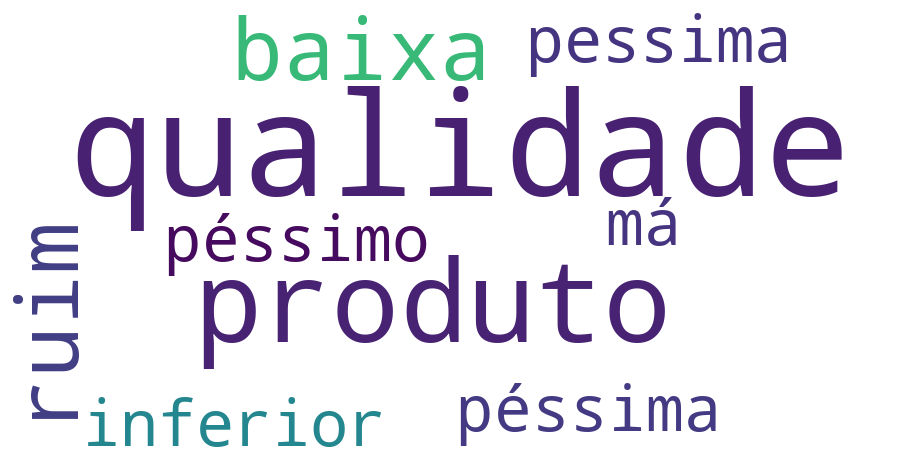 baixa
pessima
qualidade
péssimo
má
ruim
produto
inferior
péssima